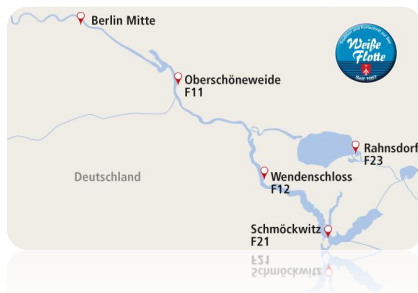 Berlin Mitte
Weiße
Flotte
Oberschöneweide
F11
Rahnsdorf
F23
Deutschland
Wendenschloss
F12
Schmöckwitz
F21